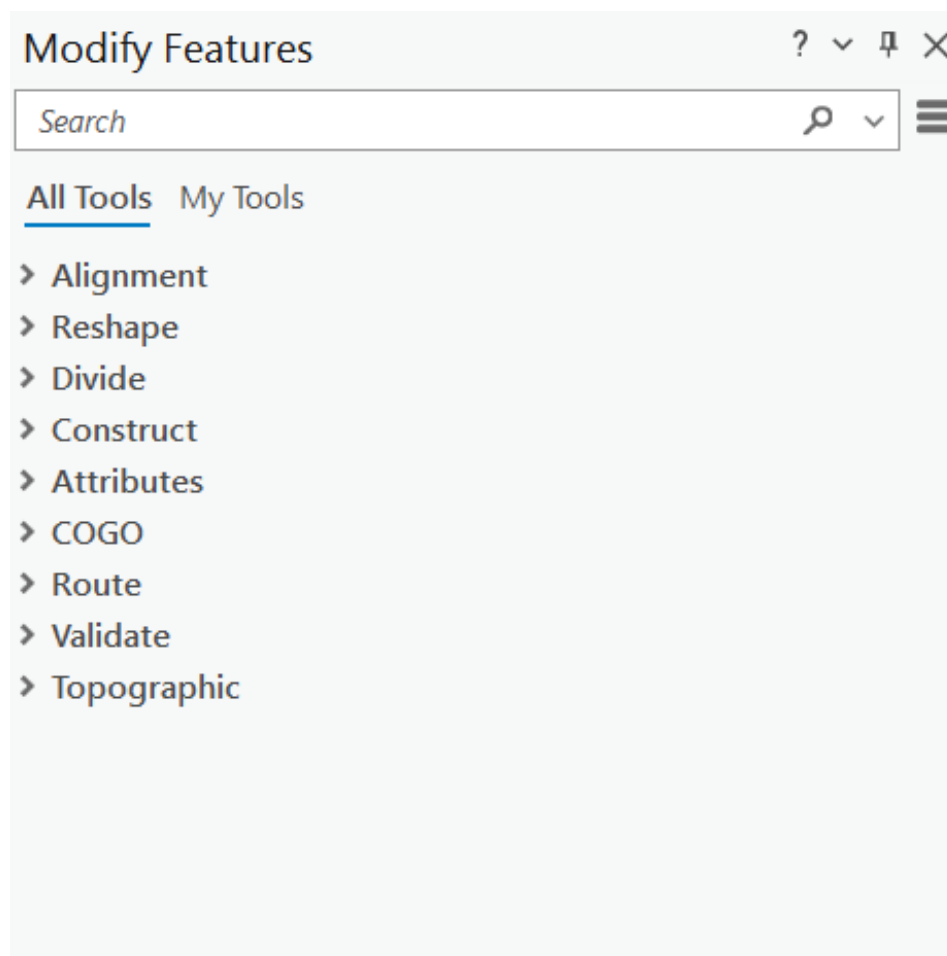 Modify Features ?
Search
All Tools My Tools
Alignment
Reshape
Divide
Construct
Attributes
COGO
Route
Validate
Topographic